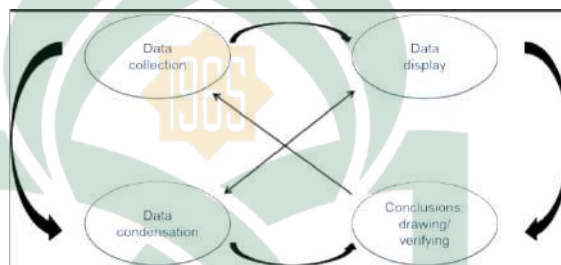 Data
collection
Data
display
Data
condensation
Conclusions:
drawing/
verifying